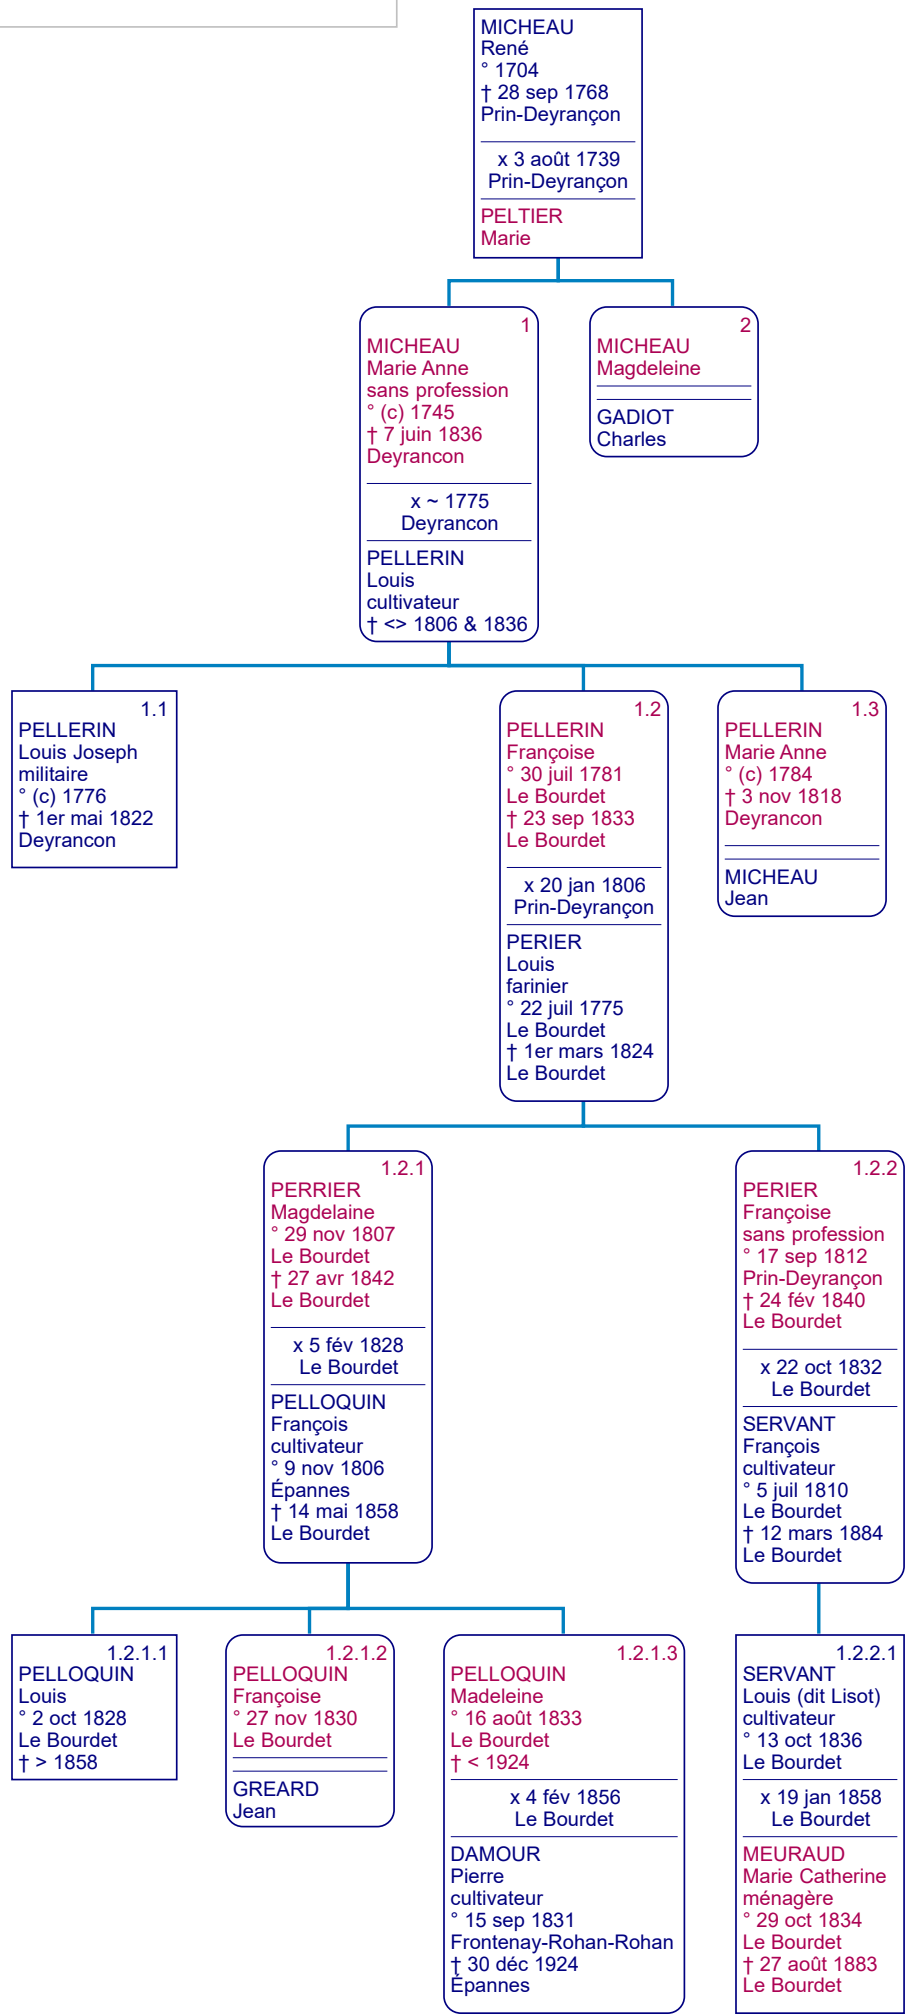 MICHEAU
René
° 1704
† 28 sep 1768
Prin-Deyrançon
x 3 août 1739
Prin-Deyrançon
PELTIER
Marie
1
MICHEAU
Marie Anne
sans profession
° (c) 1745
† 7 juin 1836
Deyrancon
x ~ 1775
Deyrancon
PELLERIN
Louis
cultivateur
† <> 1806 & 1836
2
MICHEAU
Magdeleine
GADIOT
Charles
1.1
PELLERIN
Louis Joseph
militaire
° (c) 1776
† 1er mai 1822
Deyrancon
1.2
PELLERIN
Françoise
° 30 juil 1781
Le Bourdet
† 23 sep 1833
Le Bourdet
x 20 jan 1806
Prin-Deyrançon
PERIER
Louis
farinier
° 22 juil 1775
Le Bourdet
† 1er mars 1824
Le Bourdet
1.3
PELLERIN
Marie Anne
° (c) 1784
† 3 nov 1818
Deyrancon
MICHEAU
Jean
1.2.1
PERRIER
Magdelaine
° 29 nov 1807
Le Bourdet
† 27 avr 1842
Le Bourdet
x 5 fév 1828
Le Bourdet
PELLOQUIN
François
cultivateur
° 9 nov 1806
Épannes
† 14 mai 1858
Le Bourdet
1.2.2
PERIER
Françoise
sans profession
° 17 sep 1812
Prin-Deyrançon
† 24 fév 1840
Le Bourdet
x 22 oct 1832
Le Bourdet
SERVANT
François
cultivateur
° 5 juil 1810
Le Bourdet
† 12 mars 1884
Le Bourdet
1.2.1.1
PELLOQUIN
Louis
° 2 oct 1828
Le Bourdet
† > 1858
1.2.1.2
PELLOQUIN
Françoise
° 27 nov 1830
Le Bourdet
GREARD
Jean
1.2.1.3
PELLOQUIN
Madeleine
° 16 août 1833
Le Bourdet
† < 1924
x 4 fév 1856
Le Bourdet
DAMOUR
Pierre
cultivateur
° 15 sep 1831
Frontenay-Rohan-Rohan
† 30 déc 1924
Épannes
1.2.2.1
SERVANT
Louis (dit Lisot)
cultivateur
° 13 oct 1836
Le Bourdet
x 19 jan 1858
Le Bourdet
MEURAUD
Marie Catherine
ménagère
° 29 oct 1834
Le Bourdet
† 27 août 1883
Le Bourdet